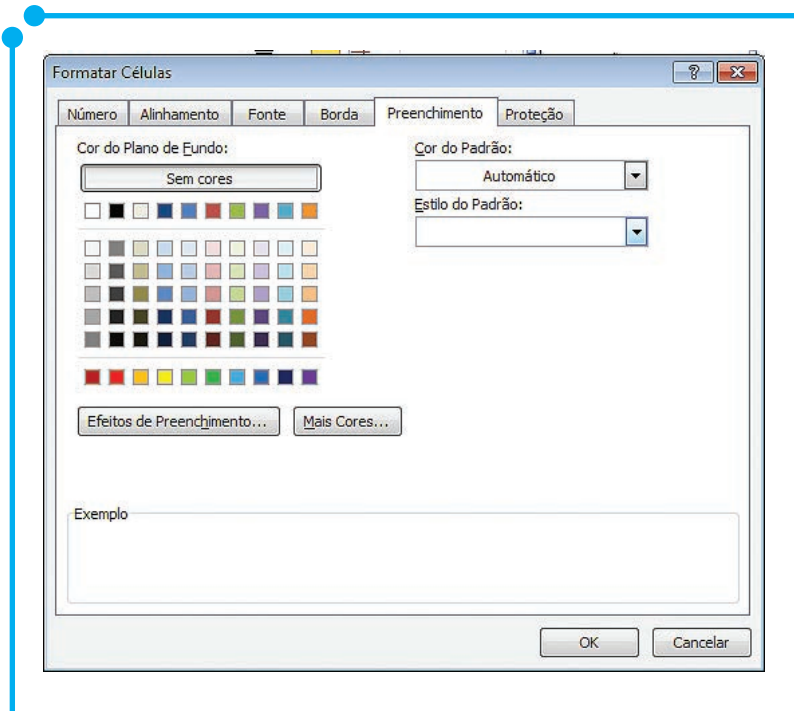 Formatar Células
Número Alinhamento Fonte Borda Preenchimento Proteção
Cor do Plano de Fundo:
Sem cores
Cor do Padrão:
Automático
Estilo do Padrão:
Efeitos de Preenchimento... Mais Cores...
Exemplo
OK Cancelar